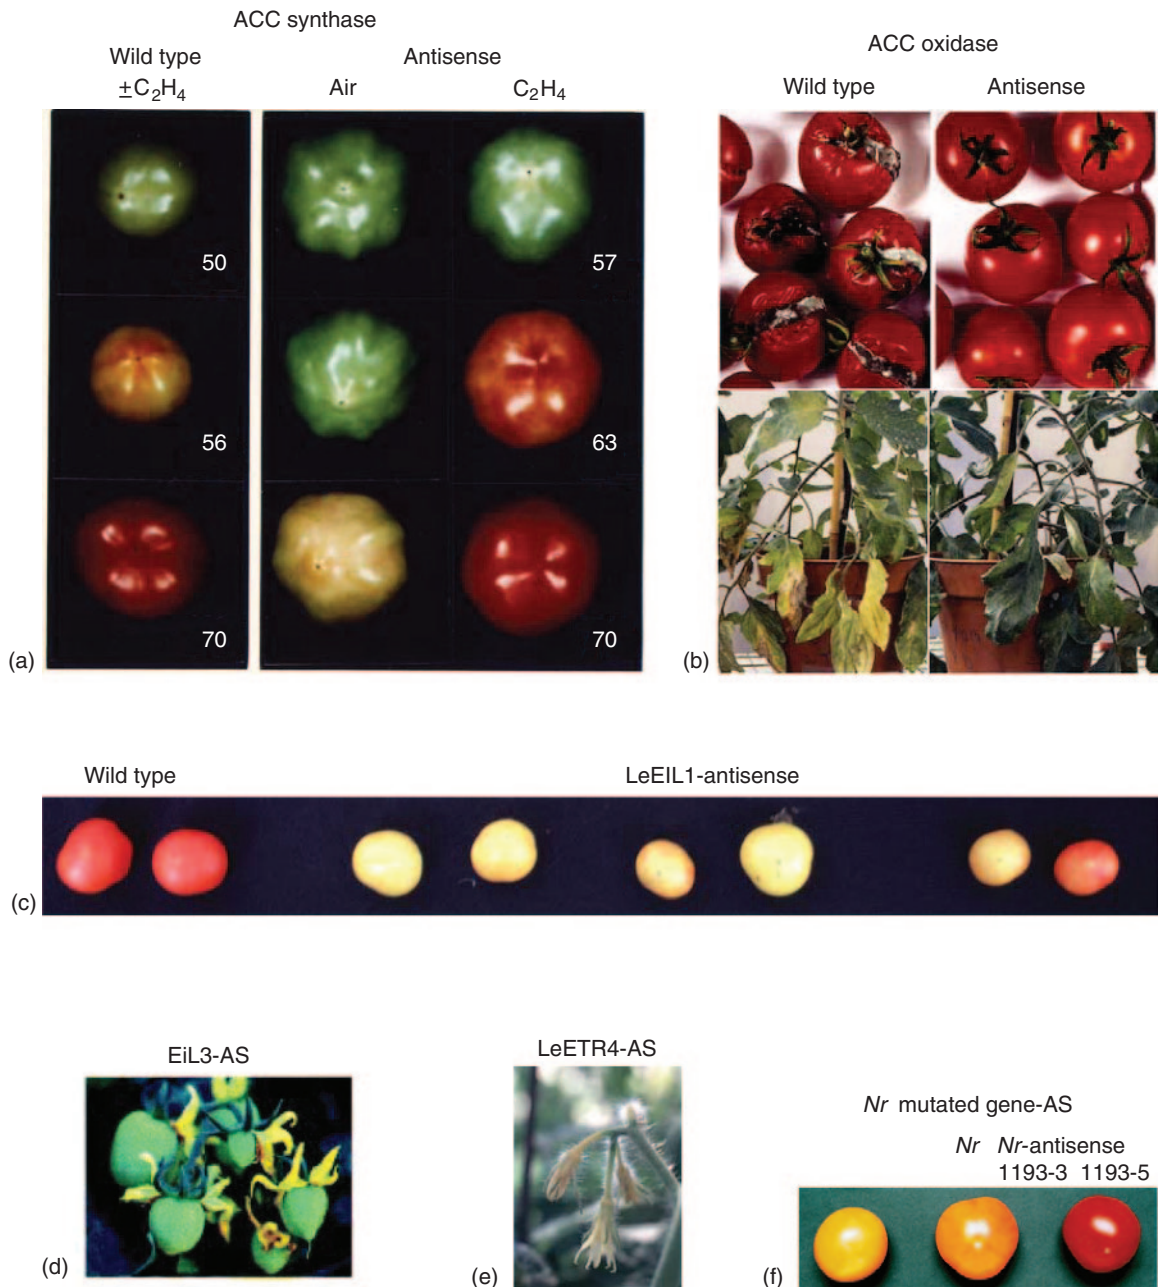 ACC synthase
Wild type
±C2H4
Antisense
Air
C2H4
50
57
56
63
70
70
(a)
ACC oxidase
Wild type
Antisense
(b)
Wild type
LeEIL1-antisense
(c)
EiL3-AS
(d)
LeETR4-AS
(e)
Nr mutated gene-AS
Nr Nr-antisense
1193-3 1193-5
(f)